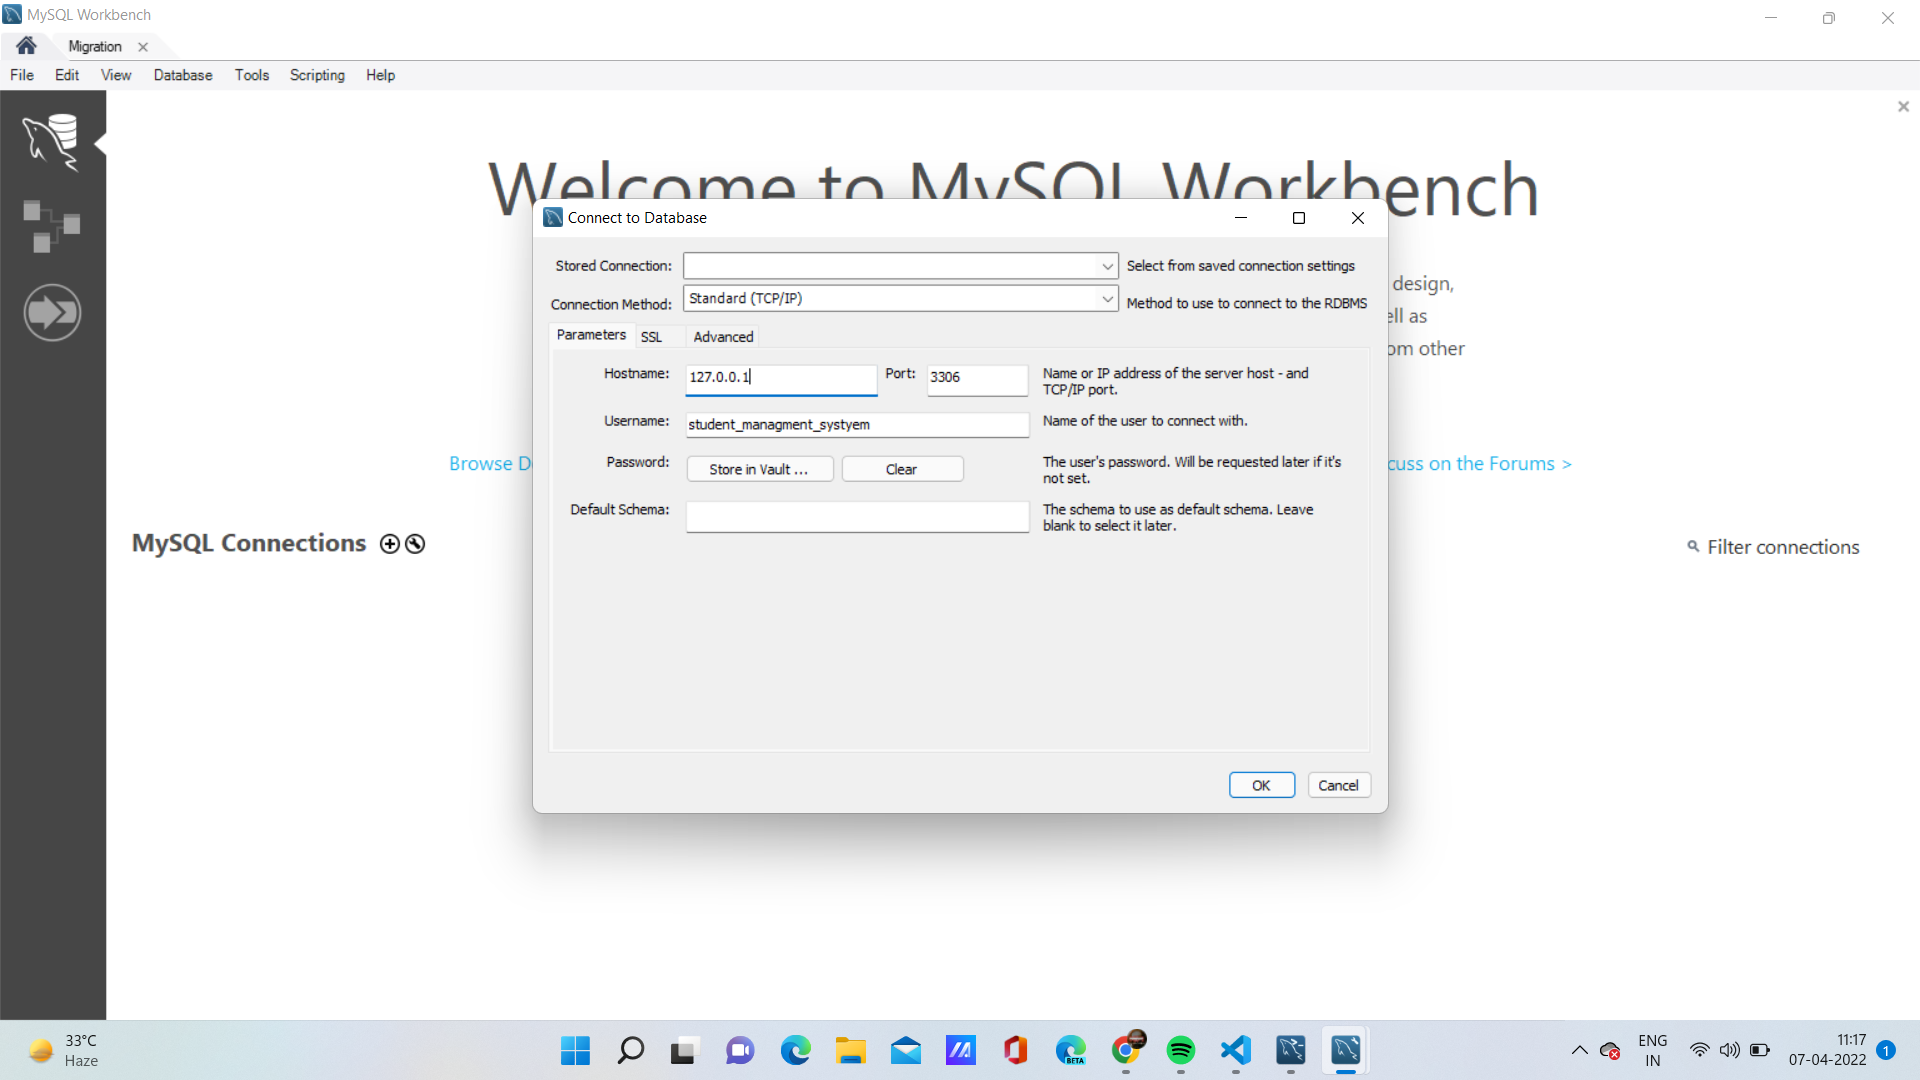 MySQL Workbench
Migration
File Edit View Database Tools Scripting Help
Welcome to MySQL Workbench
Connect to Database
Stored Connection: Select from saved connection settings
design,
Connection Method: Standard (TCP/IP) Method to use to connect to the RDBMS
ell as
Parameters SSL Advanced
om other
Hostname: 127.0.0.1 Port: 3306 Name or IP address of the server host - and
TCP/IP port.
Username: student_managment_systyem Name of the user to connect with.
Browse D
Password: Store in Vault ... Clear The user's password. Will be requested later if it's
not set.
cuss on the Forums >
Default Schema: The schema to use as default schema. Leave
blank to select it later.
MySQL Connections
Filter connections
OK Cancel
33°C
Haze
BETA
ENG
IN
11:17
07-04-2022
1